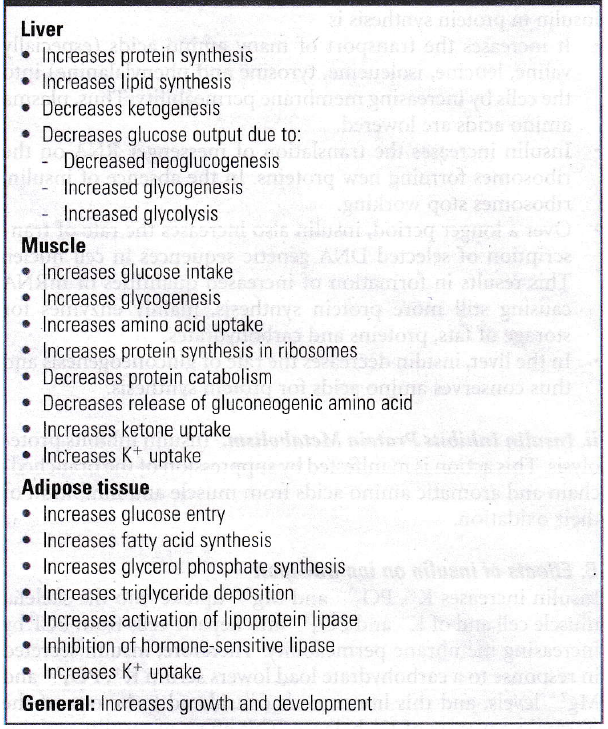 Liver
• Increases protein synthesis
• Increases lipid synthesis
• Decreases ketogenesis
• Decreases glucose output due to:
- Decreased neoglucogenesis
- Increased glycogenesis
- Increased glycolysis
Muscle
• Increases glucose intake
• Increases glycogenesis
• Increases amino acid uptake
• Increases protein synthesis in ribosomes
• Decreases protein catabolism
• Decreases release of gluconeogenic amino acid
• Increases ketone uptake
• Increases K⁺ uptake
Adipose tissue
• Increases glucose entry
• Increases fatty acid synthesis
• Increases glycerol phosphate synthesis
• Increases triglyceride deposition
• Increases activation of lipoprotein lipase
• Inhibition of hormone-sensitive lipase
• Increases K⁺ uptake
General: Increases growth and development